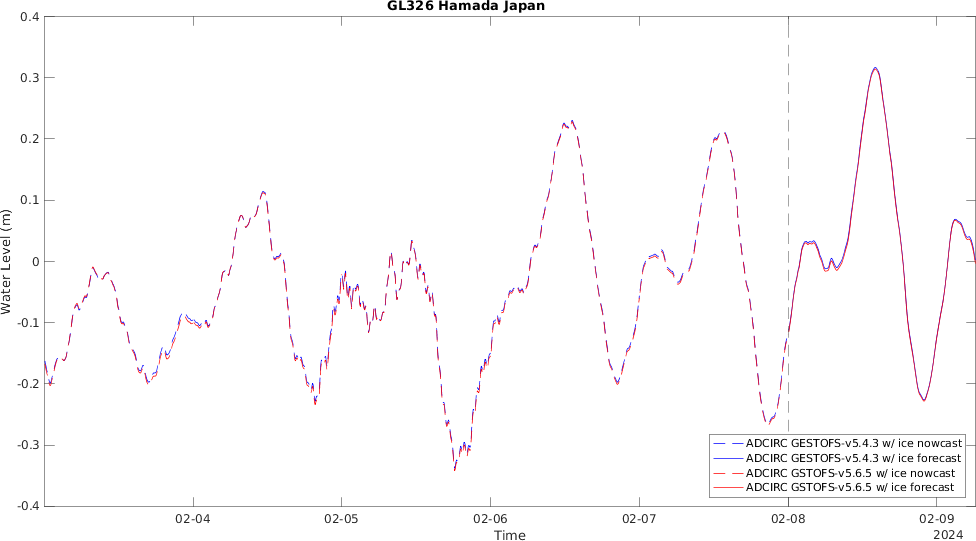 GL326 Hamada Japan
0.4
0.3
0.2
0.1
0
-0.1
-0.2
-0.3
-0.4
Water Level (m)
ADCIRC GESTOFS-v5.4.3 w/ ice nowcast
ADCIRC GESTOFS-v5.4.3 w/ ice forecast
ADCIRC GSTOFS-v5.6.5 w/ ice nowcast
ADCIRC GSTOFS-v5.6.5 w/ ice forecast
02-04 02-05 02-06 02-07 02-08 02-09
Time 2024